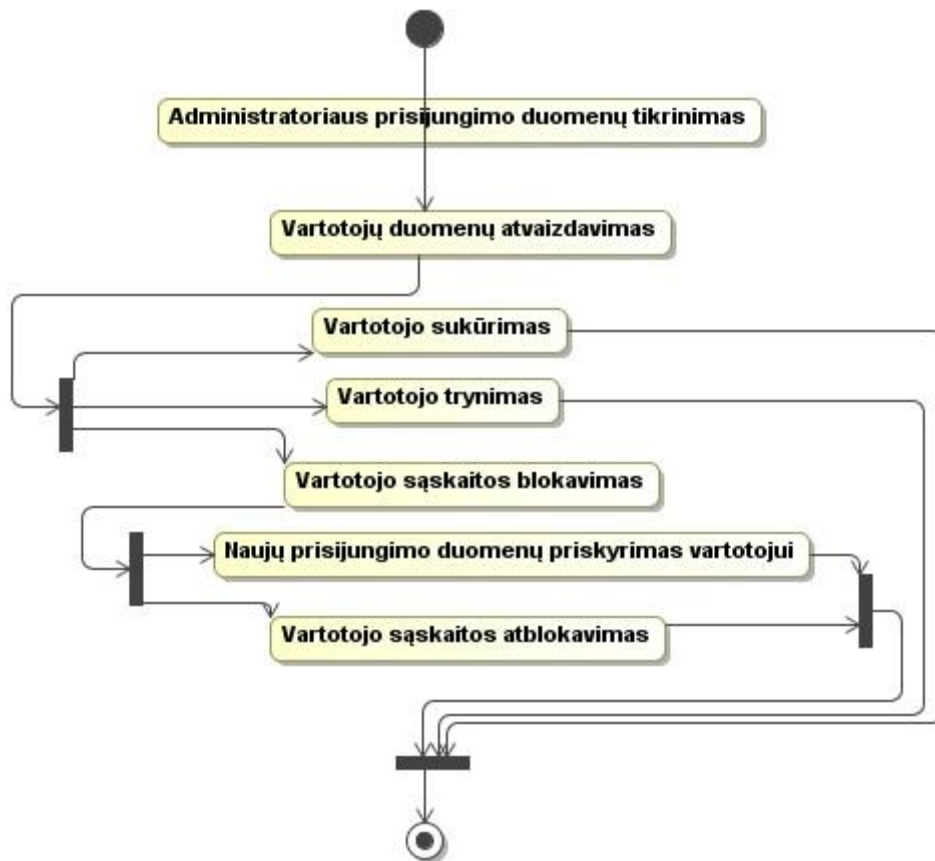 Administratoriaus prisijungimo duomenų tikrinimas
Vartotojų duomenų atvaizdavimas
Vartotojo sukūrimas
Vartotojo trynimas
Vartotojo sąskaitos blokavimas
Naujų prisijungimo duomenų priskyrimas vartotojui
Vartotojo sąskaitos atblokavimas